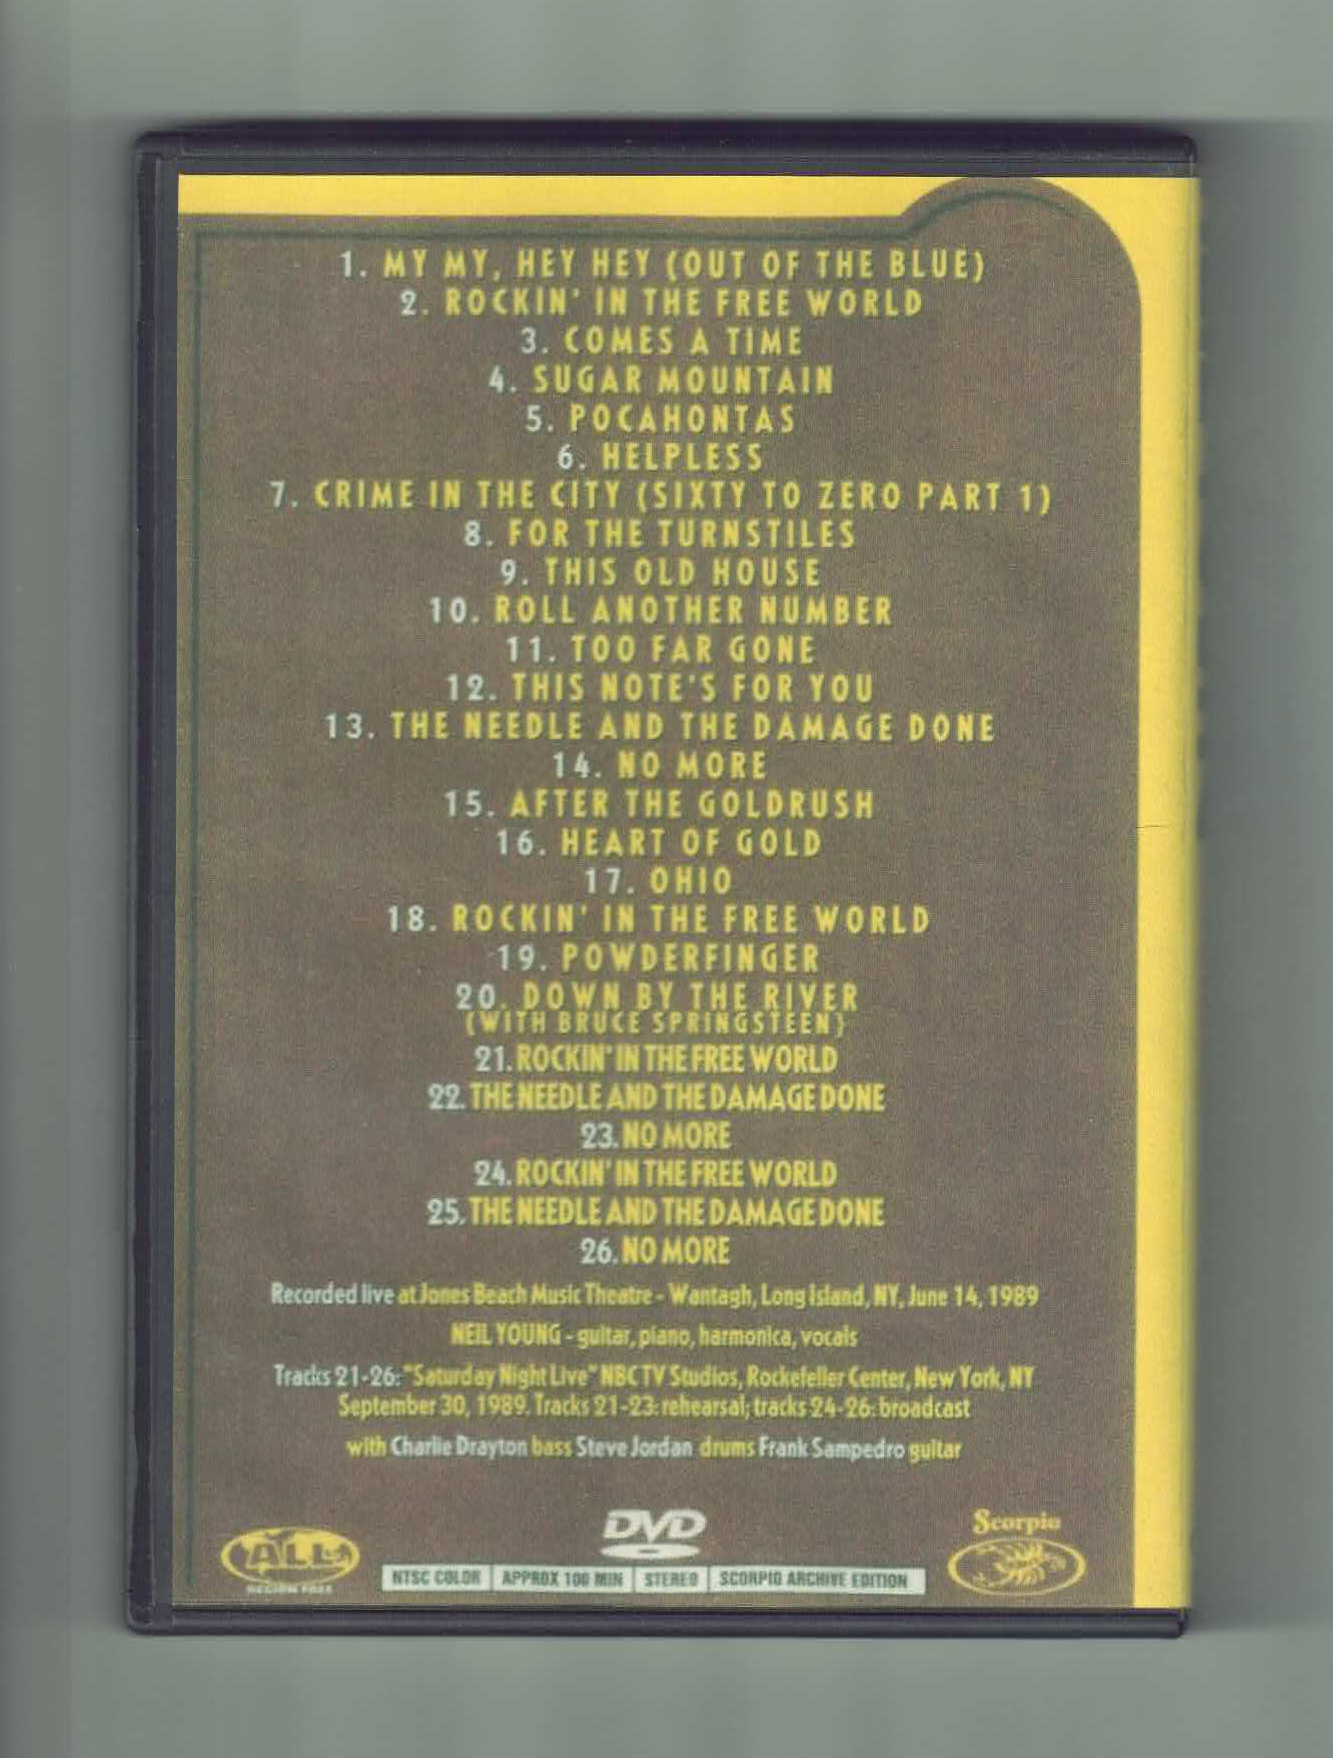 1. MY MY, HEY HEY (OUT OF THE BLUE)
2. ROCKIN' IN THE FREE WORLD
3. COMES A TIME
4. SUGAR MOUNTAIN
5. POCAHONTAS
6. HELPLESS
7. CRIME IN THE CITY (SIXTY TO ZERO PART 1)
8. FOR THE TURNSTILES
9. THIS OLD HOUSE
10. ROLL ANOTHER NUMBER
11. TOO FAR GONE
12. THIS NOTE'S FOR YOU
13. THE NEEDLE AND THE DAMAGE DONE
14. NO MORE
15. AFTER THE GOLDRUSH
16. HEART OF GOLD
17. OHIO
18. ROCKIN' IN THE FREE WORLD
19. POWDERFINGER
20. DOWN BY THE RIVER
(WITH BRUCE SPRINGSTEEN)
21. ROCKIN' IN THE FREE WORLD
22. THE NEEDLE AND THE DAMAGE DONE
23. NO MORE
24. ROCKIN' IN THE FREE WORLD
25. THE NEEDLE AND THE DAMAGE DONE
26. NO MORE
Recorded live at Jones Beach Music Theatre - Wantagh, Long Island, NY, June 14, 1989
NEIL YOUNG - guitar, piano, harmonica, vocals
Tracks 21-26: "Saturday Night Live" NBC TV Studios, Rockefeller Center, New York, NY
September 30, 1989. Tracks 21-23: rehearsal; tracks 24-26: broadcast
with Charlie Drayton bass Steve Jordan drums Frank Sampedro guitar
ALL
REGION FREE
DVD
NTSC COLOR APPROX 100 MIN STEREO SCORPIO ARCHIVE EDITION
Scorpio